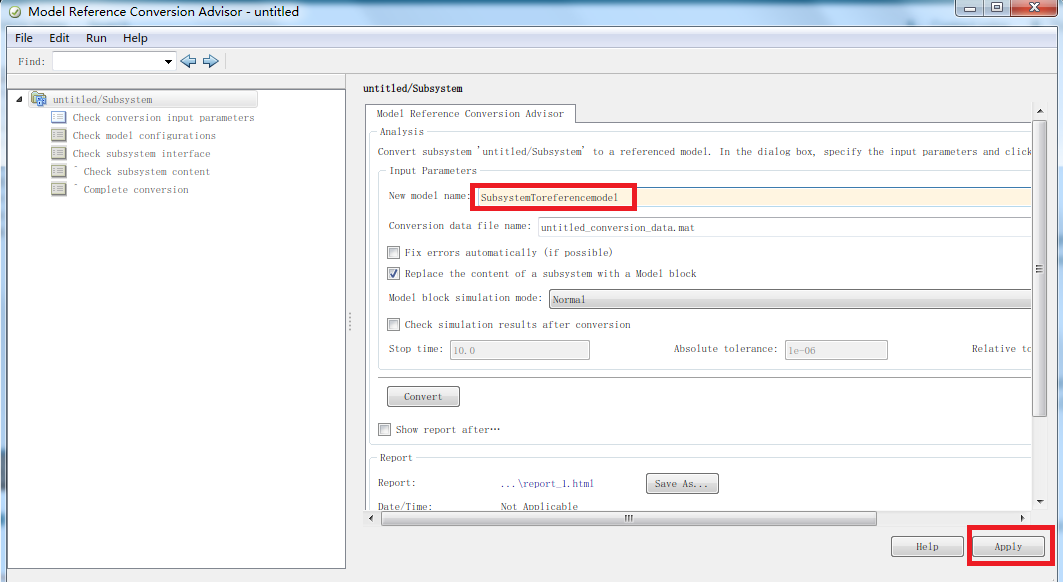 Model Reference Conversion Advisor - untitled
File Edit Run Help
Find:
untitled/Subsystem
Check conversion input parameters
Check model configurations
Check subsystem interface
^ Check subsystem content
^ Complete conversion
untitled/Subsystem
Model Reference Conversion Advisor
Analysis
Convert subsystem 'untitled/Subsystem' to a referenced model. In the dialog box, specify the input parameters and click
Input Parameters
New model name: SubsystemToreferencemodel
Conversion data file name: untitled_conversion_data.mat
Fix errors automatically (if possible)
Replace the content of a subsystem with a Model block
Model block simulation mode: Normal
Check simulation results after conversion
Stop time: 10.0 Absolute tolerance: 1e-06 Relative to
Convert
Show report after…
Report
Report: ...\report_1.html Save As...
Date/Time: Not Applicable
Help Apply